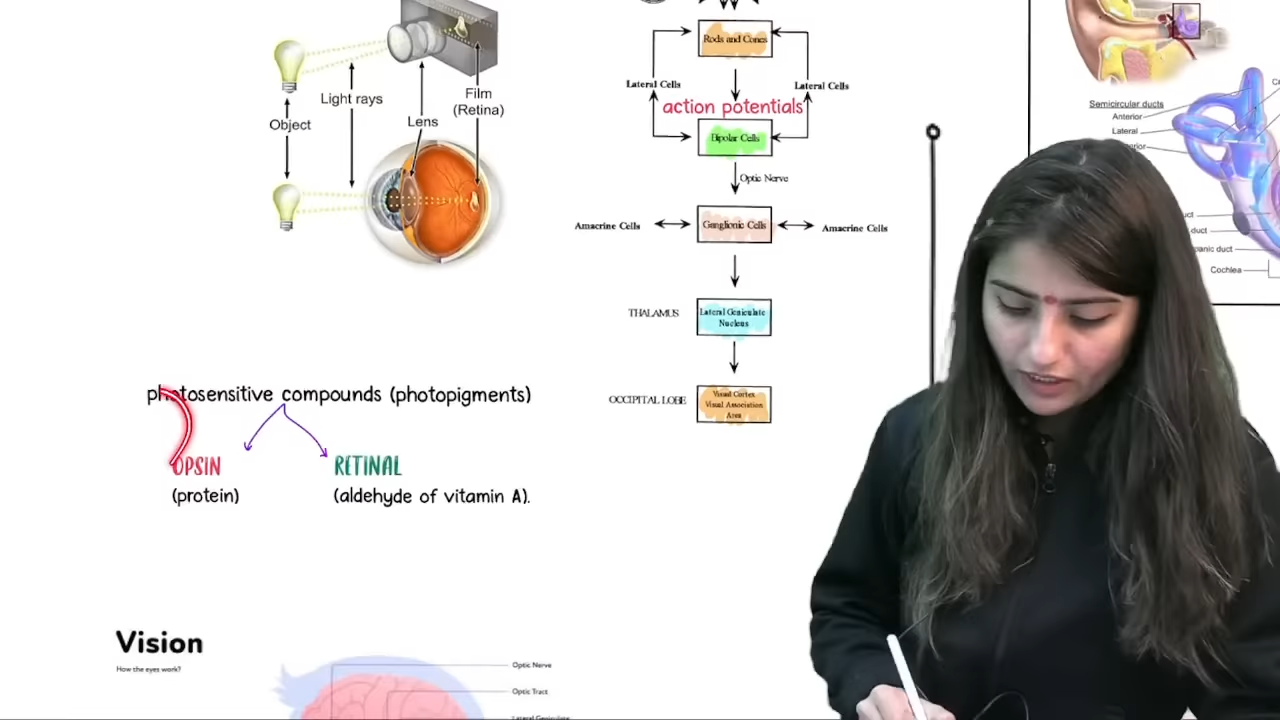 Rods and Cones
Lateral Cells
Lateral Cells
action potentials
Bipolar Cells
Optic Nerve
Amacrine Cells
Ganglionic Cells
Amacrine Cells
THALAMUS
Lateral Geniculate
Nucleus
OCCIPITAL LOBE
Visual Cortex
Visual Association
Area
Light rays
Film
(Retina)
Object
Lens
Semicircular ducts
Anterior
Lateral
Cochlea
photosensitive compounds (photopigments)
OPSIN
RETINAL
(protein)
(aldehyde of vitamin A).
Vision
How the eyes work?
Optic Nerve
Optic Tract
Lateral Geniculate